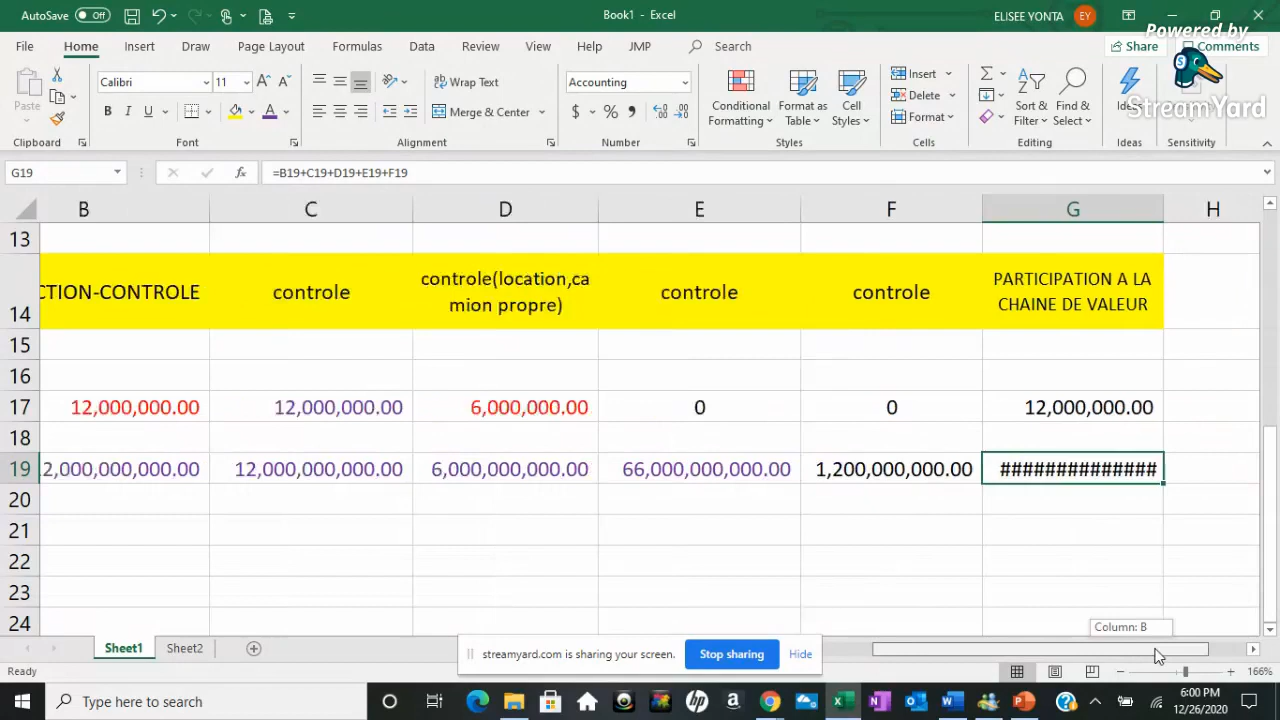 AutoSave Off
Book1 - Excel
ELISEE YONTA EY
Powered by
StreamYard
File Home Insert Draw Page Layout Formulas Data Review View Help JMP Search
Share Comments
Paste
Clipboard
Calibri 11
B I U
Font
Wrap Text
Merge & Center
Alignment
Accounting
$ % ,
Number
Conditional Formatting
Format as Table
Cell Styles
Styles
Insert
Delete
Format
Cells
Sort & Filter
Find & Select
Editing
Ideas
Ideas
Sensitivity
G19 fx =B19+C19+D19+E19+F19
B C D E F G H
13
14 CTION-CONTROLE controle controle(location,ca controle controle PARTICIPATION A LA
mion propre) CHAINE DE VALEUR
15
16
17 12,000,000.00 12,000,000.00 6,000,000.00 0 0 12,000,000.00
18
19 2,000,000,000.00 12,000,000,000.00 6,000,000,000.00 66,000,000,000.00 1,200,000,000.00 ##############
20
21
22
23
24
Column: B
Sheet1 Sheet2
streamyard.com is sharing your screen. Stop sharing Hide
Ready
166%
Type here to search
6:00 PM
12/26/2020